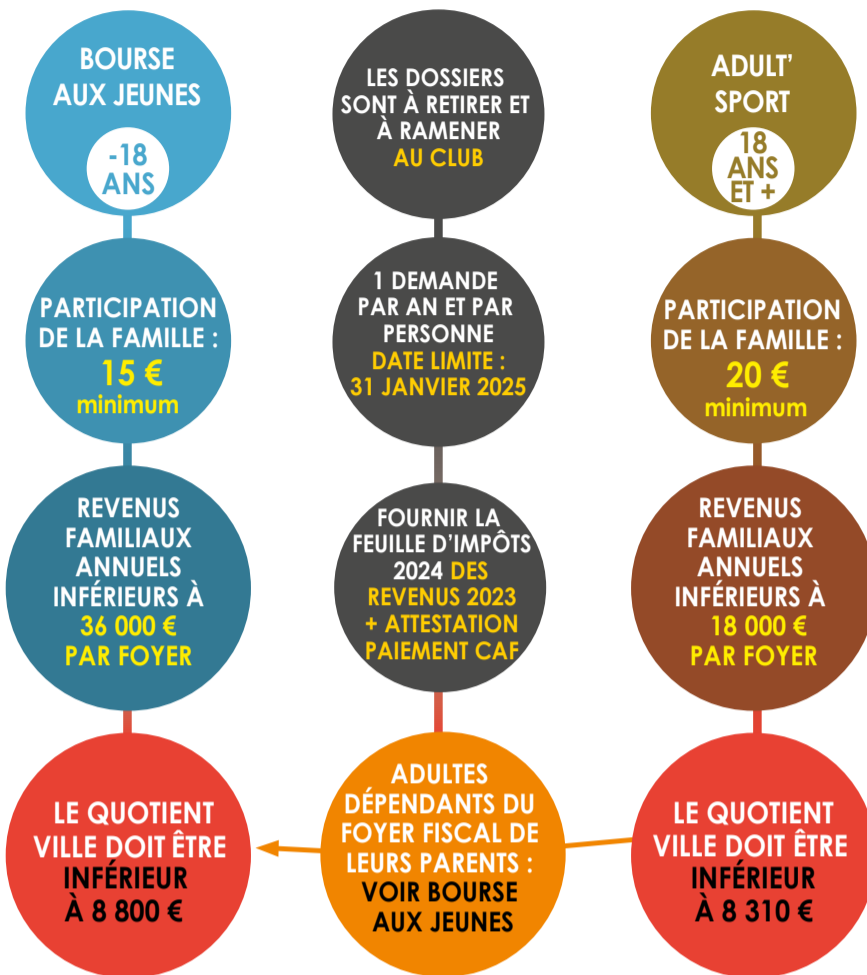 BOURSE
AUX JEUNES
-18
ANS
PARTICIPATION
DE LA FAMILLE :
15 €
minimum
REVENUS
FAMILIAUX
ANNUELS
INFÉRIEURS À
36 000 €
PAR FOYER
LE QUOTIENT
VILLE DOIT ÊTRE
INFÉRIEUR
À 8 800 €
LES DOSSIERS
SONT À RETIRER ET
À RAMENER
AU CLUB
1 DEMANDE
PAR AN ET PAR
PERSONNE
DATE LIMITE :
31 JANVIER 2025
FOURNIR LA
FEUILLE D’IMPÔTS
2024 DES
REVENUS 2023
+ ATTESTATION
PAIEMENT CAF
ADULTES
DÉPENDANTS DU
FOYER FISCAL DE
LEURS PARENTS :
VOIR BOURSE
AUX JEUNES
ADULT’
SPORT
18
ANS
ET +
PARTICIPATION
DE LA FAMILLE :
20 €
minimum
REVENUS
FAMILIAUX
ANNUELS
INFÉRIEURS À
18 000 €
PAR FOYER
LE QUOTIENT
VILLE DOIT ÊTRE
INFÉRIEUR
À 8 310 €